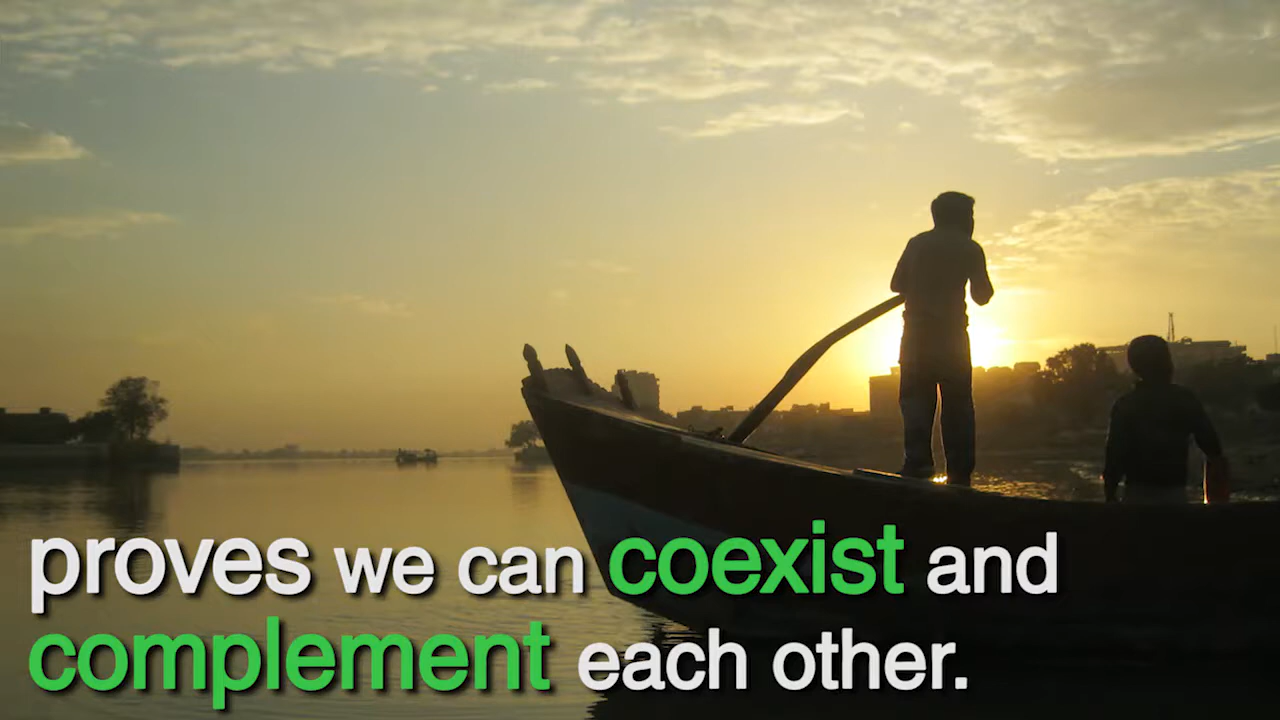 proves we can coexist and
complement each other.